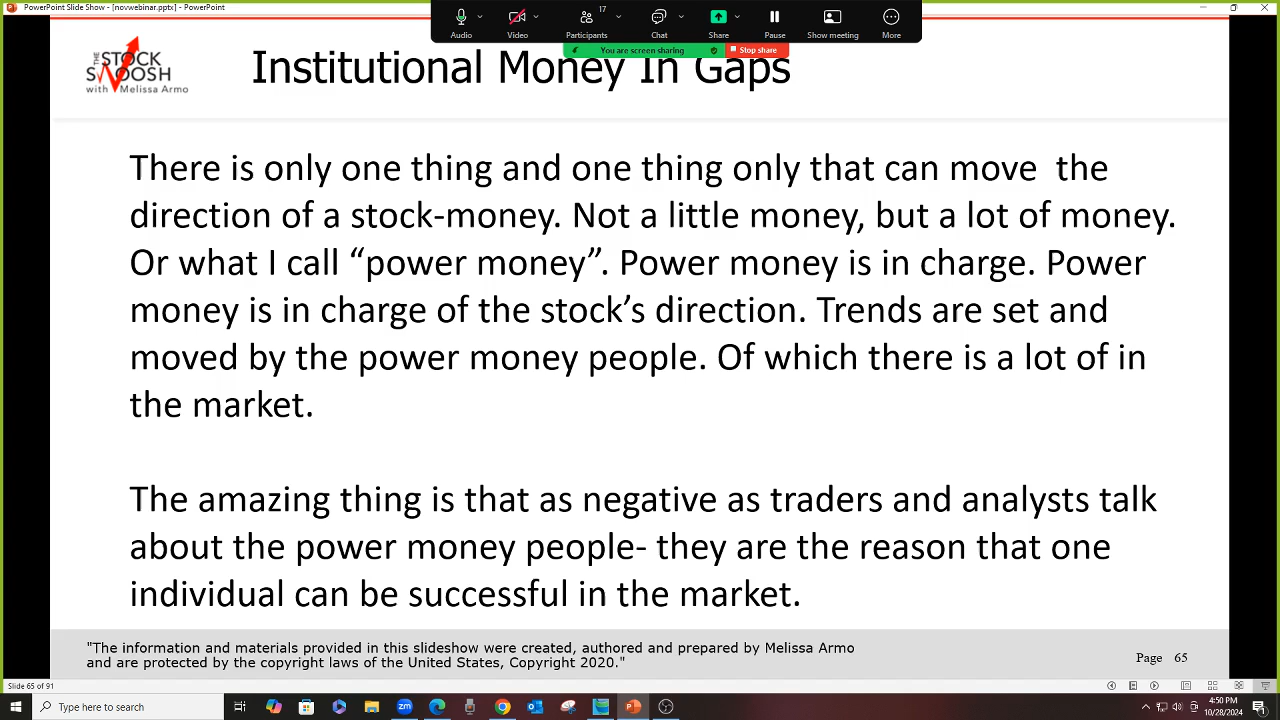 PowerPoint Slide Show - [novwebinar.pptx] - PowerPoint
Audio
Video
17
Participants
Chat
Share
Pause
Show meeting
More
You are screen sharing
Stop share
THE STOCK
SWOOSH
with Melissa Armo
Institutional Money In Gaps
There is only one thing and one thing only that can move  the
direction of a stock-money. Not a little money, but a lot of money.
Or what I call “power money”. Power money is in charge. Power
money is in charge of the stock’s direction. Trends are set and
moved by the power money people. Of which there is a lot of in
the market.
The amazing thing is that as negative as traders and analysts talk
about the power money people- they are the reason that one
individual can be successful in the market.
"The information and materials provided in this slideshow were created, authored and prepared by Melissa Armo
and are protected by the copyright laws of the United States, Copyright 2020."
Page 65
Slide 65 of 91
Type here to search
4:50 PM
10/28/2024